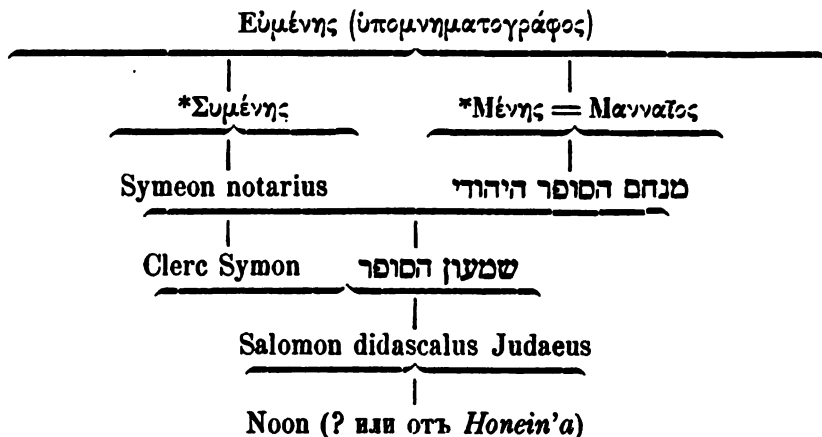 Εὐμένης (ὑπομνηματογράφος)
*Συμένης *Μένης = Μανναῖος
Symeon notarius מנחם הסופר היהודי
Clerc Symon שמעון הסופר
Salomon didascalus Judaeus
Noon (? или отъ Honein'a)